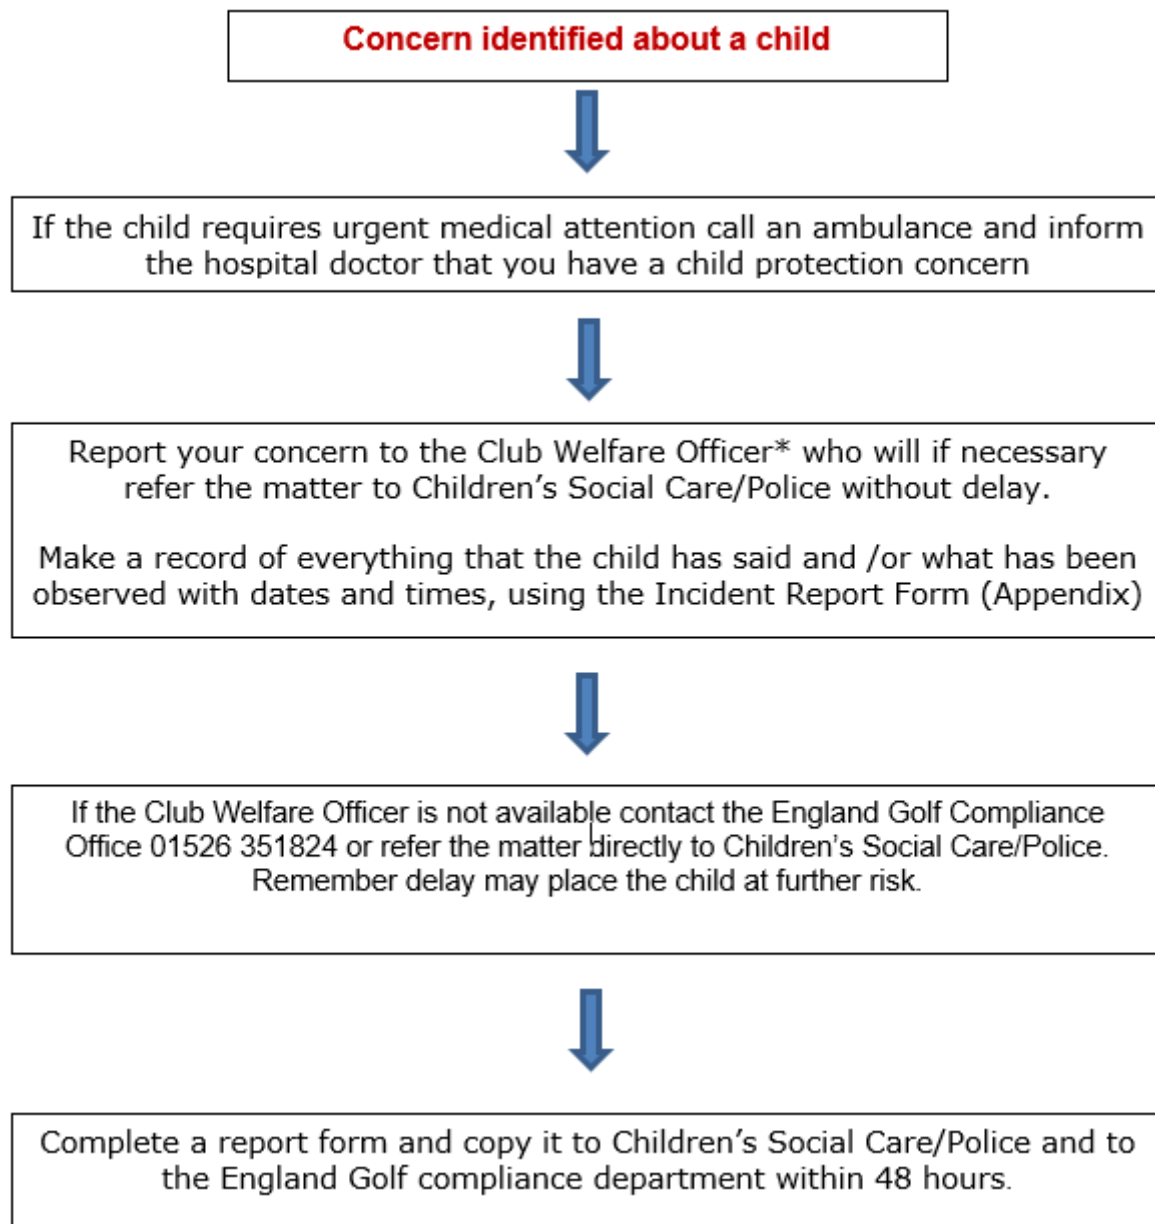 Concern identified about a child
If the child requires urgent medical attention call an ambulance and inform
the hospital doctor that you have a child protection concern
Report your concern to the Club Welfare Officer* who will if necessary
refer the matter to Children’s Social Care/Police without delay.
Make a record of everything that the child has said and /or what has been
observed with dates and times, using the Incident Report Form (Appendix)
If the Club Welfare Officer is not available contact the England Golf Compliance
Office 01526 351824 or refer the matter directly to Children’s Social Care/Police.
Remember delay may place the child at further risk.
Complete a report form and copy it to Children’s Social Care/Police and to
the England Golf compliance department within 48 hours.